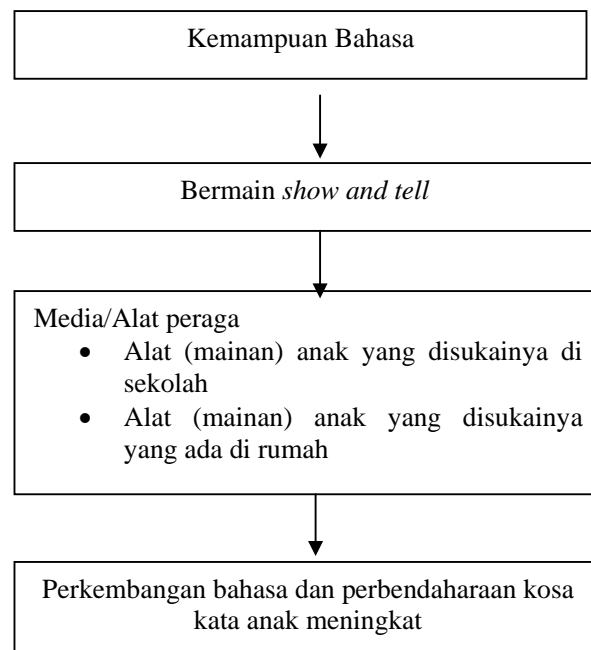 Kemampuan Bahasa
Bermain show and tell
Media/Alat peraga
• Alat (mainan) anak yang disukainya di
sekolah
• Alat (mainan) anak yang disukainya
yang ada di rumah
Perkembangan bahasa dan perbendaharaan kosa
kata anak meningkat